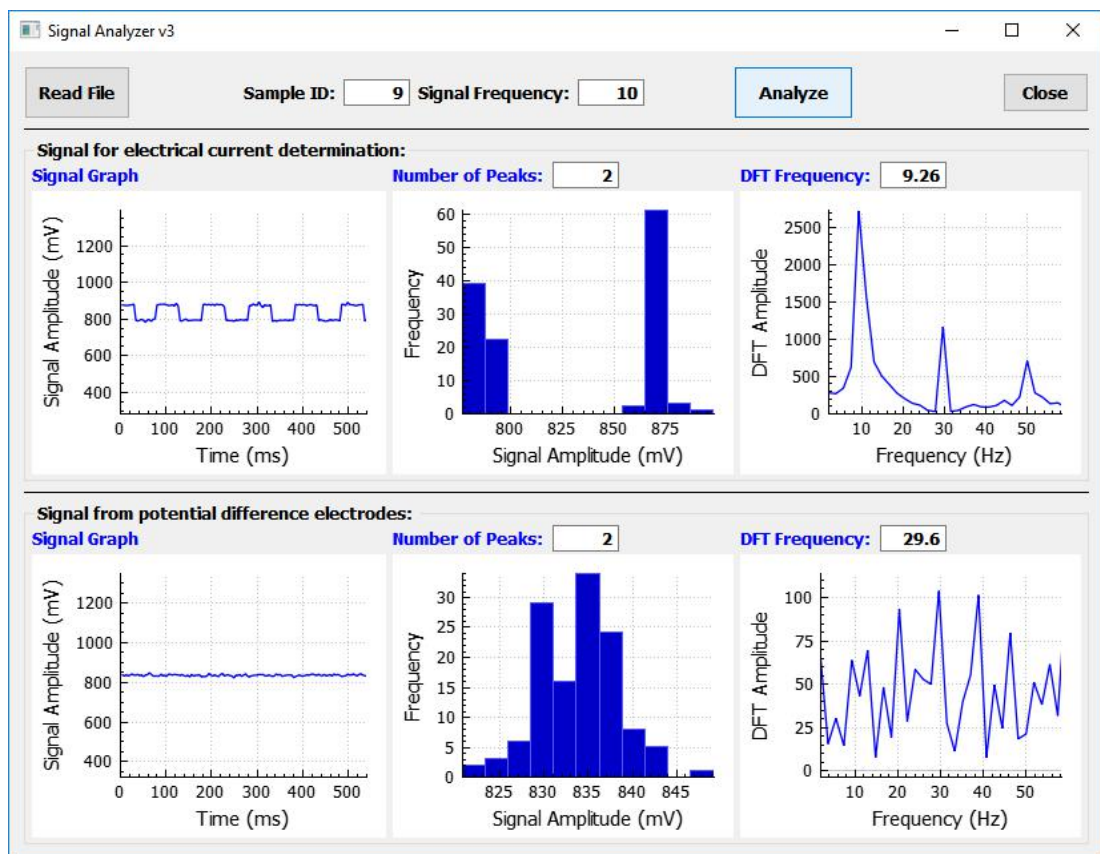 Signal Analyzer v3
Read File
Sample ID: 9 Signal Frequency: 10
Analyze
Close
Signal for electrical current determination:
Signal Graph
Signal Amplitude (mV)
1200
1000
800
600
400
0 100 200 300 400 500
Time (ms)
Number of Peaks: 2
Frequency
60
50
40
30
20
10
0
800 825 850 875
Signal Amplitude (mV)
DFT Frequency: 9.26
DFT Amplitude
2500
2000
1500
1000
500
0
10 20 30 40 50
Frequency (Hz)
Signal from potential difference electrodes:
Signal Graph
Signal Amplitude (mV)
1200
1000
800
600
400
0 100 200 300 400 500
Time (ms)
Number of Peaks: 2
Frequency
30
25
20
15
10
5
0
825 830 835 840 845
Signal Amplitude (mV)
DFT Frequency: 29.6
DFT Amplitude
100
75
50
25
0
10 20 30 40 50
Frequency (Hz)